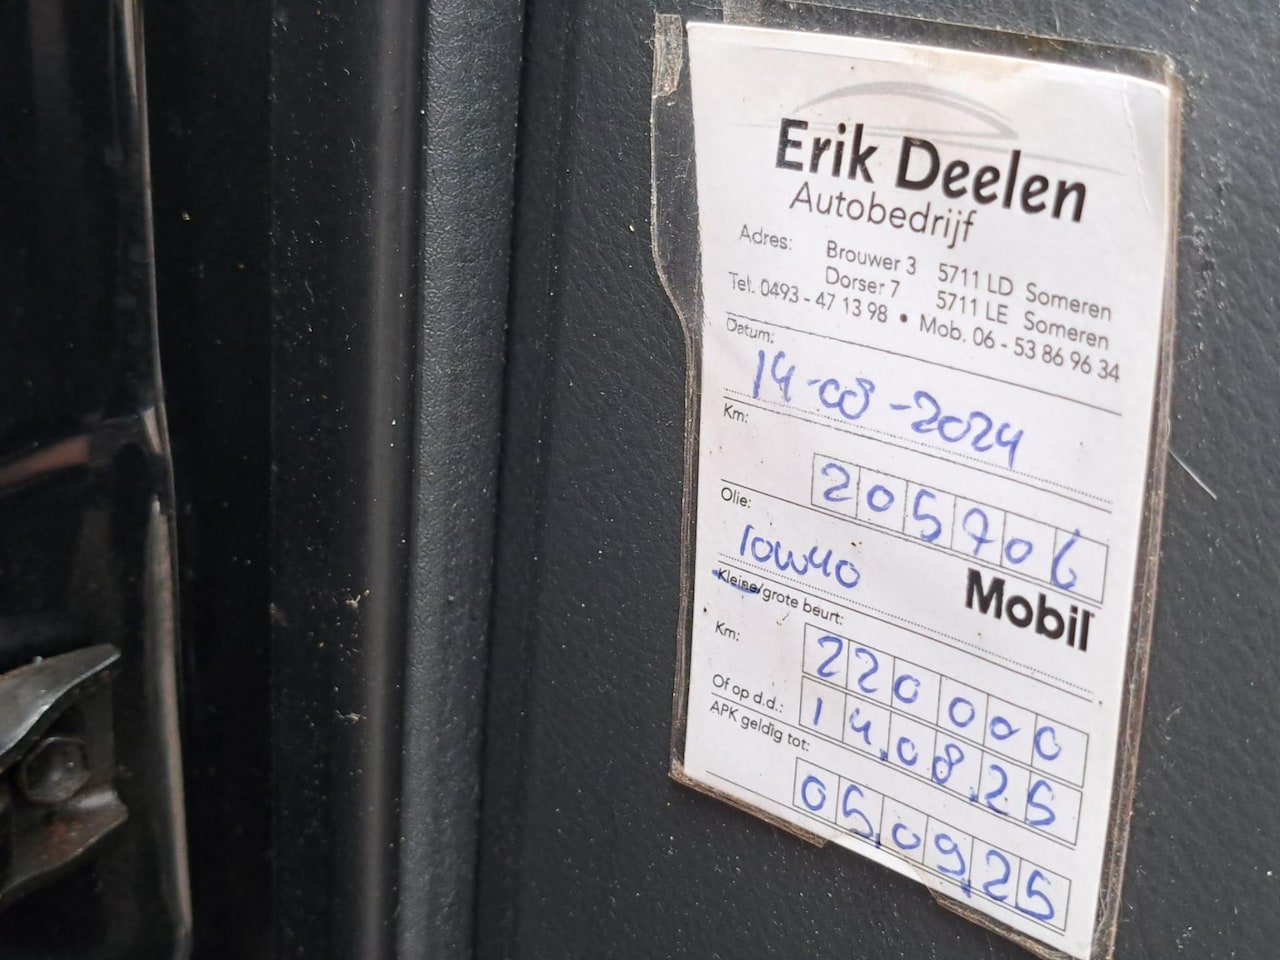 Erik Deelen
Autobedrijf
Adres: Brouwer 3 5711 LD Someren
Dorser 7 5711 LE Someren
Tel. 0493 - 47 13 98 • Mob. 06 - 53 86 96 34
Datum:
14-08-2024
Km:
205706
Olie:
10W40
Mobil
Kleine/grote beurt:
Km: 220000
Of op d.d.: 14.08.25
APK geldig tot:
05.09.25